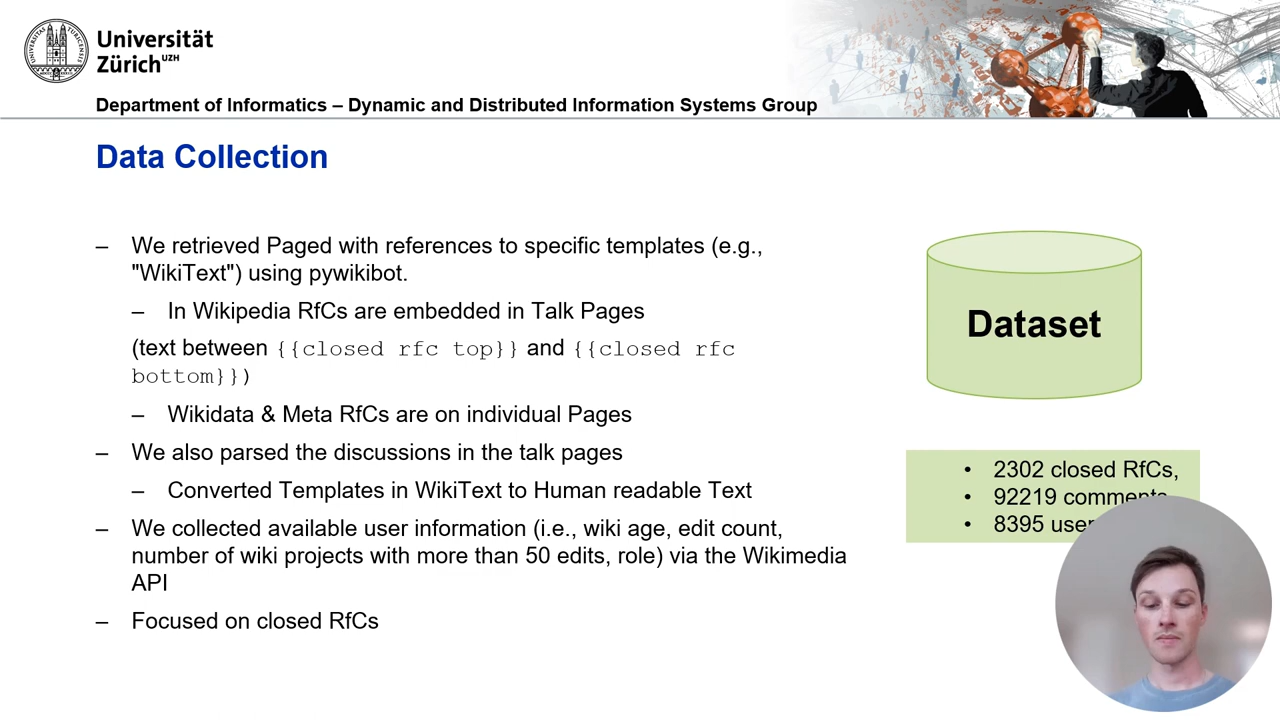 Universität
Zürich UZH
Department of Informatics – Dynamic and Distributed Information Systems Group
Data Collection
– We retrieved Paged with references to specific templates (e.g.,
"WikiText") using pywikibot.
– In Wikipedia RfCs are embedded in Talk Pages
(text between {{closed rfc top}} and {{closed rfc
bottom}})
– Wikidata & Meta RfCs are on individual Pages
– We also parsed the discussions in the talk pages
– Converted Templates in WikiText to Human readable Text
– We collected available user information (i.e., wiki age, edit count,
number of wiki projects with more than 50 edits, role) via the Wikimedia
API
– Focused on closed RfCs
Dataset
• 2302 closed RfCs,
• 92219 comments
• 8395 user